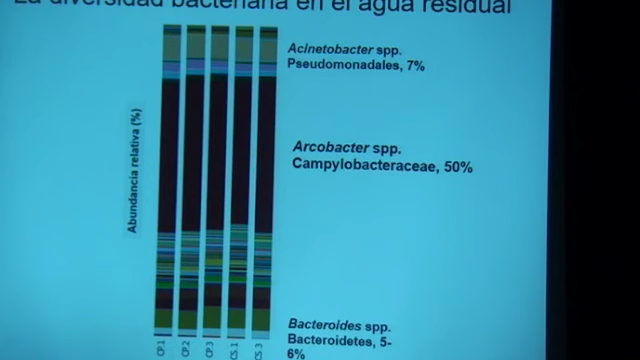 La diversidad bacteriana en el agua residual
Acinetobacter spp.
Pseudomonadales, 7%
Arcobacter spp.
Campylobacteraceae, 50%
Abundancia relativa (%)
Bacteroides spp.
Bacteroidetes, 5-
6%
CP.1
CP.2
CP.3
CS.1
CS.3